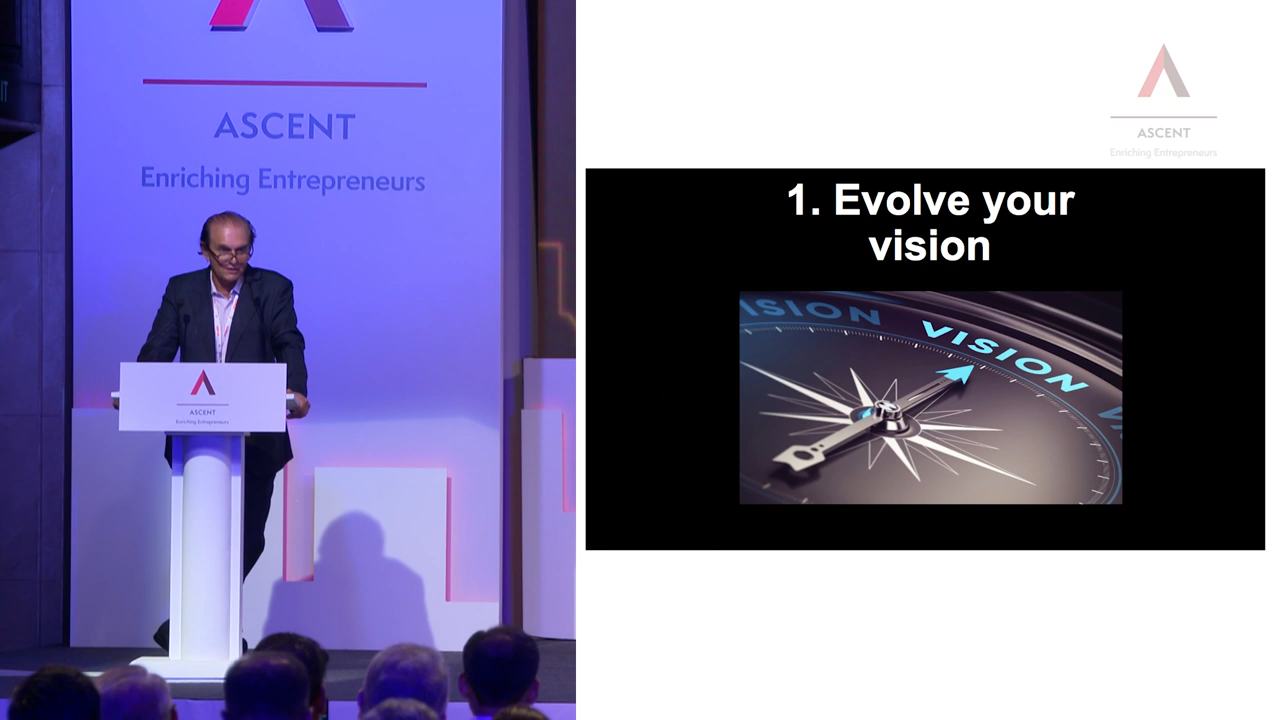 ASCENT
Enriching Entrepreneurs
ASCENT
Enriching Entrepreneurs
ASCENT
Enriching Entrepreneurs
1. Evolve your
vision
VISION
VISION